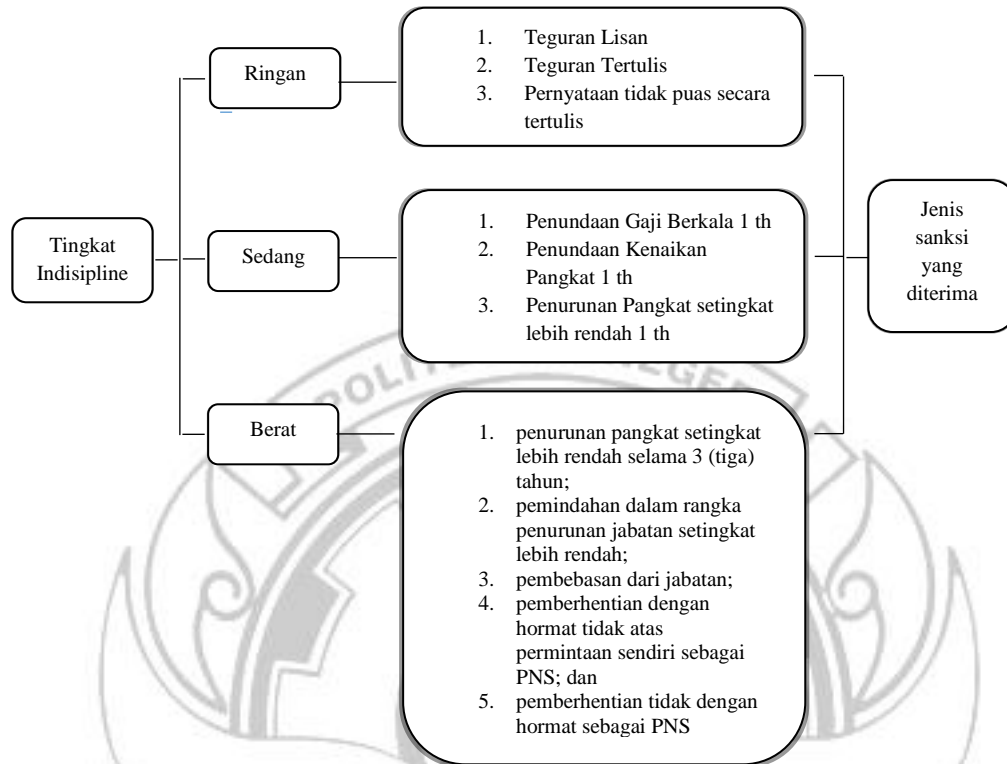 Tingkat
Indisipline
Ringan
1. Teguran Lisan
2. Teguran Tertulis
3. Pernyataan tidak puas secara
tertulis
Sedang
1. Penundaan Gaji Berkala 1 th
2. Penundaan Kenaikan
Pangkat 1 th
3. Penurunan Pangkat setingkat
lebih rendah 1 th
Berat
1. penurunan pangkat setingkat
lebih rendah selama 3 (tiga)
tahun;
2. pemindahan dalam rangka
penurunan jabatan setingkat
lebih rendah;
3. pembebasan dari jabatan;
4. pemberhentian dengan
hormat tidak atas
permintaan sendiri sebagai
PNS; dan
5. pemberhentian tidak dengan
hormat sebagai PNS
Jenis
sanksi
yang
diterima